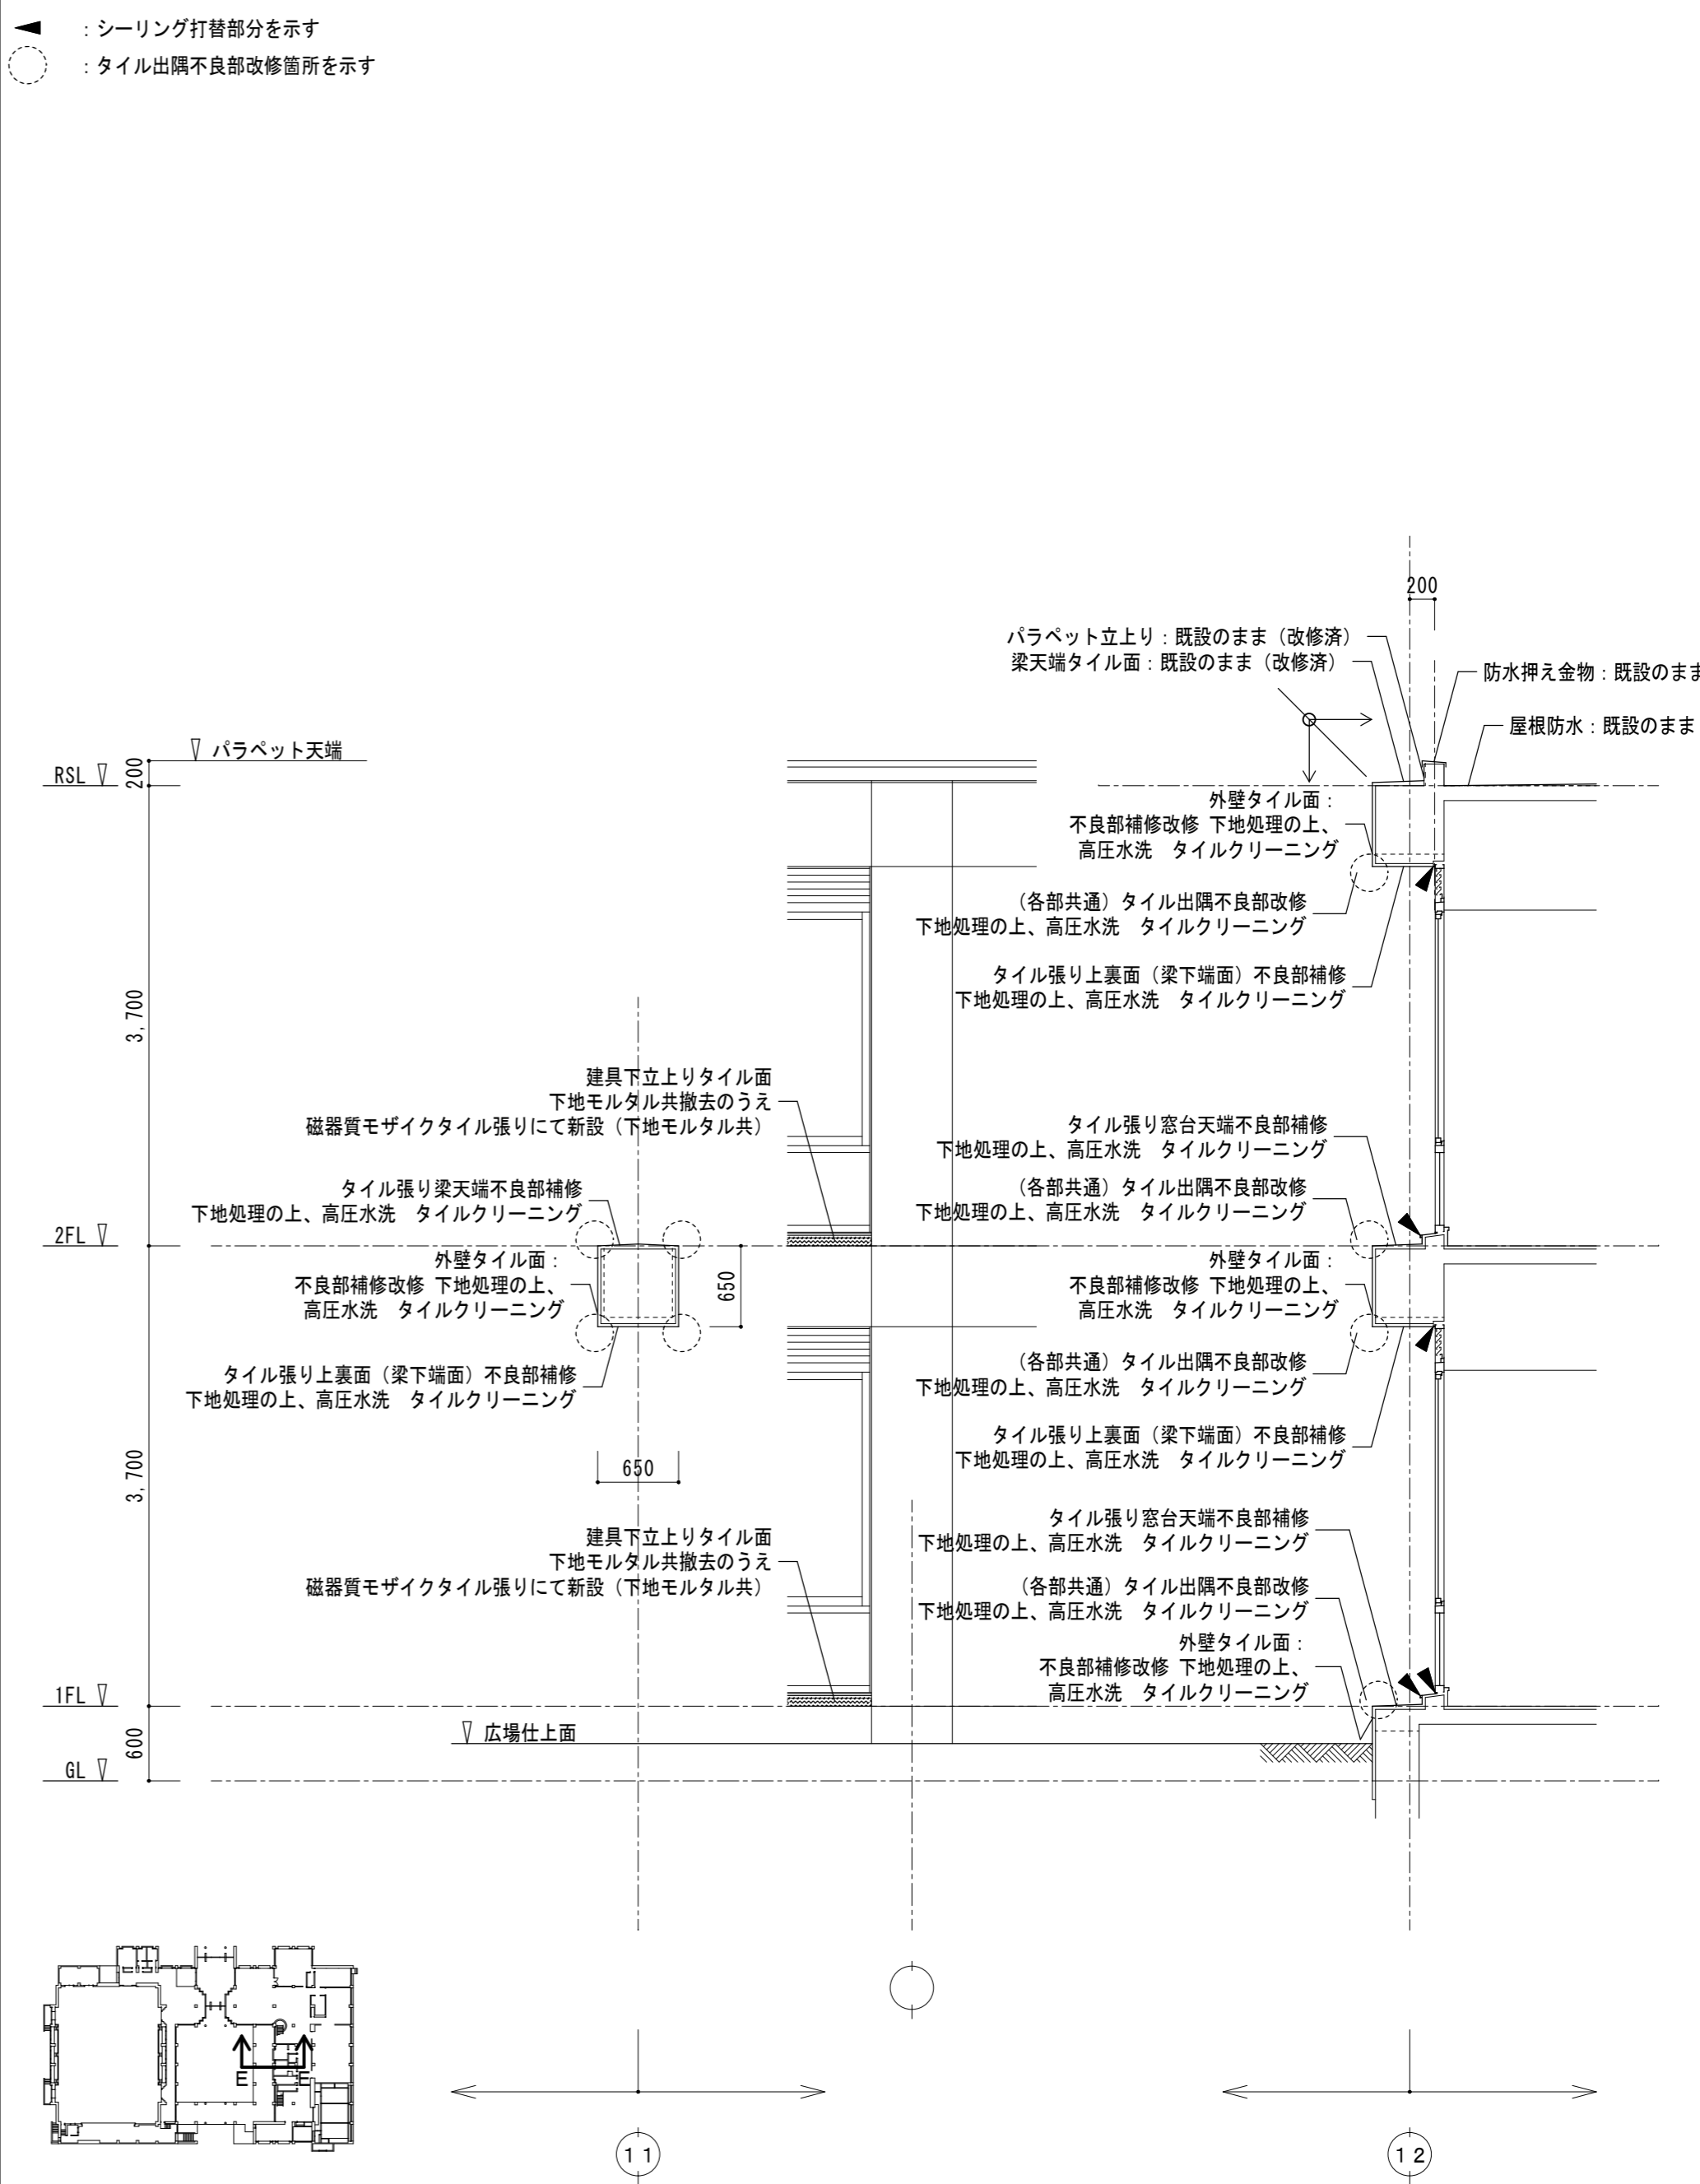 ：シーリング打替部分を示す
：タイル出隅不良部改修箇所を示す
200
パラペット立上り：既設のまま（改修済）
梁天端タイル面：既設のまま（改修済）
防水押え金物：既設のまま
屋根防水：既設のまま
パラペット天端
RSL
200
外壁タイル面：
不良部補修改修 下地処理の上、
高圧水洗　タイルクリーニング
（各部共通）タイル出隅不良部改修
下地処理の上、高圧水洗　タイルクリーニング
タイル張り上裏面（梁下端面）不良部補修
下地処理の上、高圧水洗　タイルクリーニング
3,700
建具下立上りタイル面
下地モルタル共撤去のうえ
磁器質モザイクタイル張りにて新設（下地モルタル共）
タイル張り窓台天端不良部補修
下地処理の上、高圧水洗　タイルクリーニング
タイル張り梁天端不良部補修
下地処理の上、高圧水洗　タイルクリーニング
（各部共通）タイル出隅不良部改修
下地処理の上、高圧水洗　タイルクリーニング
2FL
外壁タイル面：
不良部補修改修 下地処理の上、
高圧水洗　タイルクリーニング
650
外壁タイル面：
不良部補修改修 下地処理の上、
高圧水洗　タイルクリーニング
タイル張り上裏面（梁下端面）不良部補修
下地処理の上、高圧水洗　タイルクリーニング
（各部共通）タイル出隅不良部改修
下地処理の上、高圧水洗　タイルクリーニング
タイル張り上裏面（梁下端面）不良部補修
下地処理の上、高圧水洗　タイルクリーニング
650
3,700
建具下立上りタイル面
下地モルタル共撤去のうえ
磁器質モザイクタイル張りにて新設（下地モルタル共）
タイル張り窓台天端不良部補修
下地処理の上、高圧水洗　タイルクリーニング
（各部共通）タイル出隅不良部改修
下地処理の上、高圧水洗　タイルクリーニング
外壁タイル面：
不良部補修改修 下地処理の上、
高圧水洗　タイルクリーニング
1FL
広場仕上面
600
GL
E
E
11
12